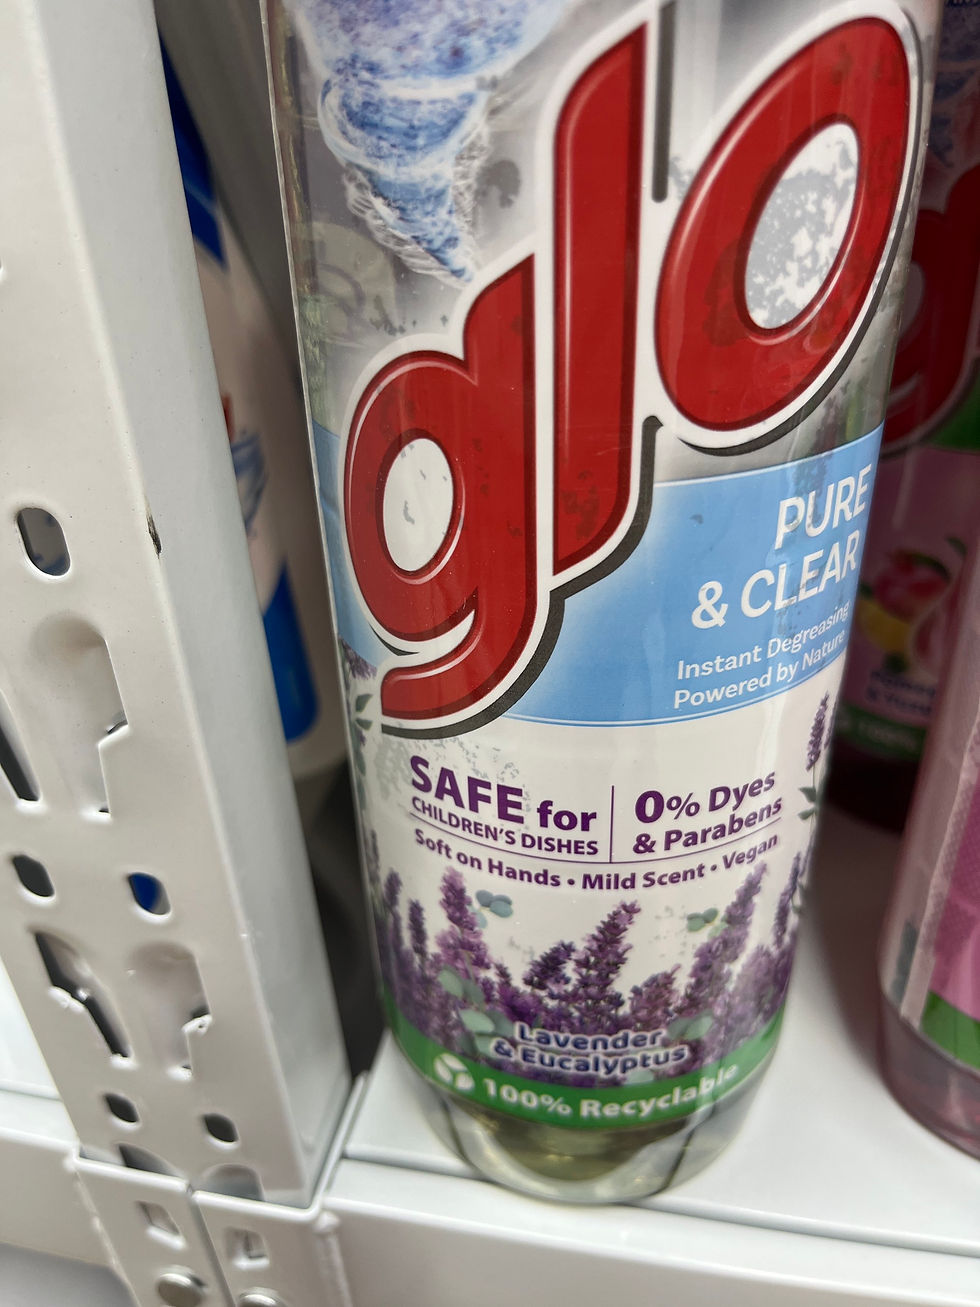 glo
PURE
& CLEAR
Instant Degreasing
Powered by Nature
SAFE for
CHILDREN'S DISHES
0% Dyes
& Parabens
Soft on Hands • Mild Scent • Vegan
Lavender
& Eucalyptus
100% Recyclable